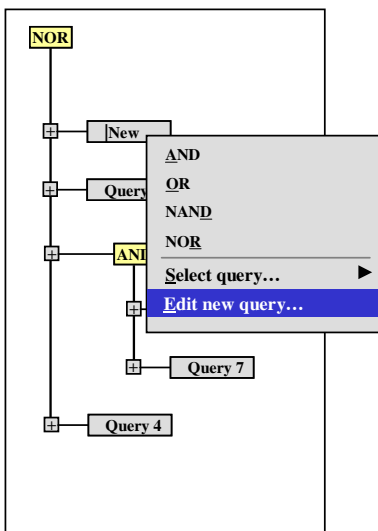 NOR
+
New
+
Query
+
AND
+
+
Query 7
+
Query 4
AND
OR
NAND
NOR
Select query...
Edit new query...